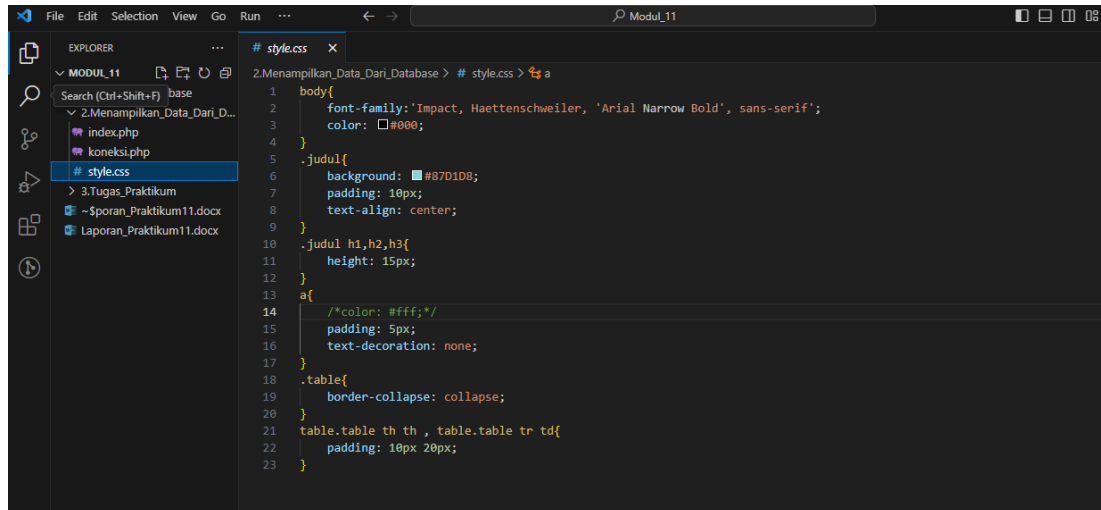 File Edit Selection View Go Run ··· ← → Modul_11
EXPLORER ···
MODUL_11
Search (Ctrl+Shift+F) base
2.Menampilkan_Data_Dari_D...
index.php
koneksi.php
# style.css
3.Tugas_Praktikum
~$poran_Praktikum11.docx
Laporan_Praktikum11.docx
# style.css ×
2.Menampilkan_Data_Dari_Database > # style.css > a
1 body{
2 font-family:'Impact, Haettenschweiler, 'Arial Narrow Bold', sans-serif';
3 color: #000;
4 }
5 .judul{
6 background: #87D1D8;
7 padding: 10px;
8 text-align: center;
9 }
10 .judul h1,h2,h3{
11 height: 15px;
12 }
13 a{
14 /*color: #fff;*/
15 padding: 5px;
16 text-decoration: none;
17 }
18 .table{
19 border-collapse: collapse;
20 }
21 table.table th th , table.table tr td{
22 padding: 10px 20px;
23 }